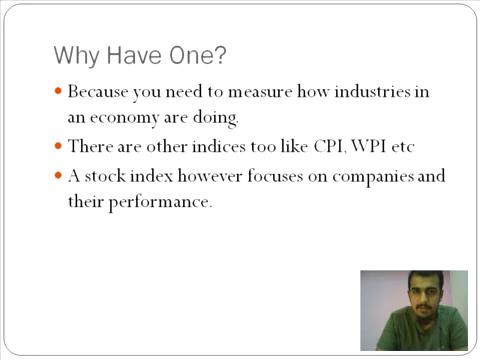 Why Have One?
Because you need to measure how industries in
an economy are doing.
There are other indices too like CPI, WPI etc
A stock index however focuses on companies and
their performance.